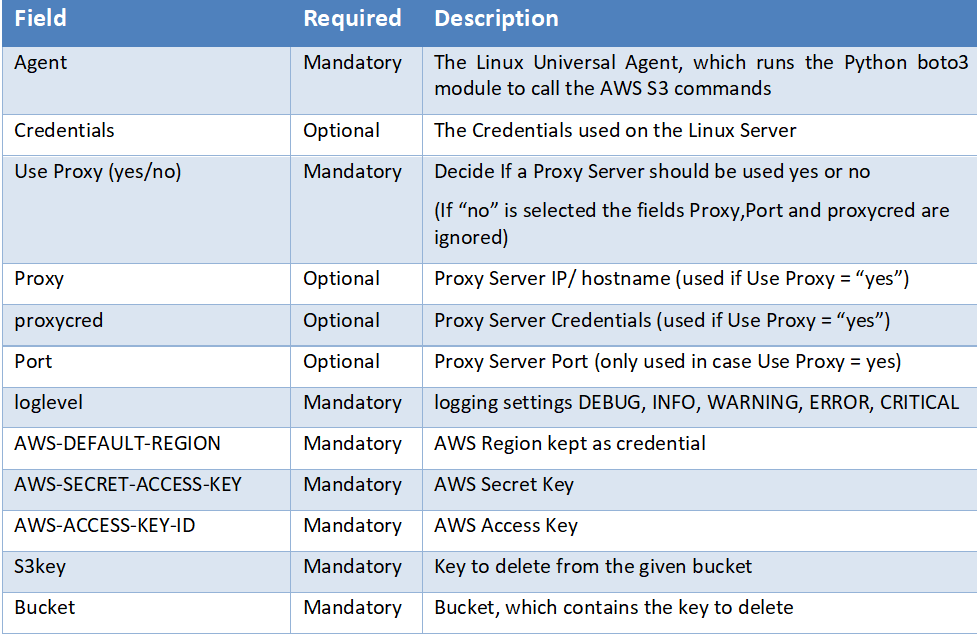 Field Required Description
Agent Mandatory The Linux Universal Agent, which runs the Python boto3
module to call the AWS S3 commands
Credentials Optional The Credentials used on the Linux Server
Use Proxy (yes/no) Mandatory Decide If a Proxy Server should be used yes or no
(If “no” is selected the fields Proxy,Port and proxycred are
ignored)
Proxy Optional Proxy Server IP/ hostname (used if Use Proxy = “yes”)
proxycred Optional Proxy Server Credentials (used if Use Proxy = “yes”)
Port Optional Proxy Server Port (only used in case Use Proxy = yes)
loglevel Mandatory logging settings DEBUG, INFO, WARNING, ERROR, CRITICAL
AWS-DEFAULT-REGION Mandatory AWS Region kept as credential
AWS-SECRET-ACCESS-KEY Mandatory AWS Secret Key
AWS-ACCESS-KEY-ID Mandatory AWS Access Key
S3key Mandatory Key to delete from the given bucket
Bucket Mandatory Bucket, which contains the key to delete